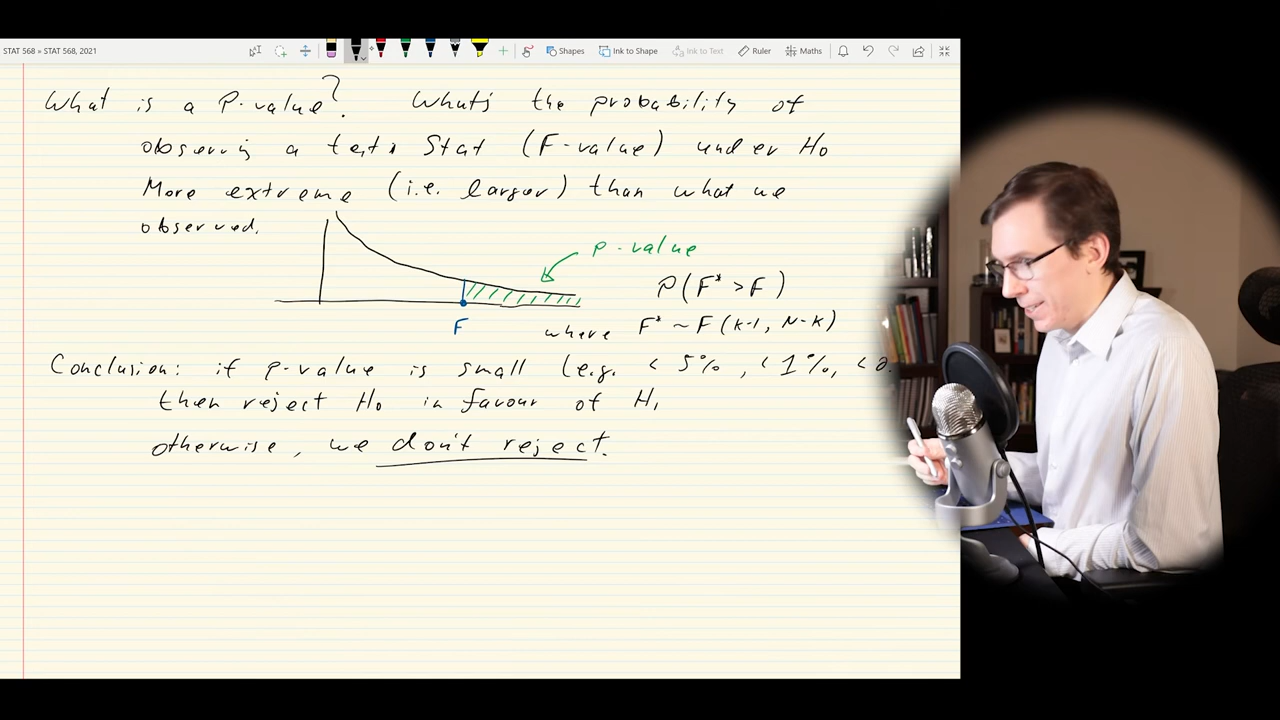 STAT 568 » STAT 568, 2021
Shapes
Ink to Shape
Ink to Text
Ruler
Maths
What is a P-value? What's the probability of
observing a test Stat (F-value) under H₀
More extreme (i.e. larger) than what we
observed.
p-value
P(F* > F)
F
where F* ~ F(k-1, N-k)
Conclusion: if p-value is small (e.g. < 5%, < 1%, <
then reject H₀ in favour of H₁
otherwise, we don't reject.